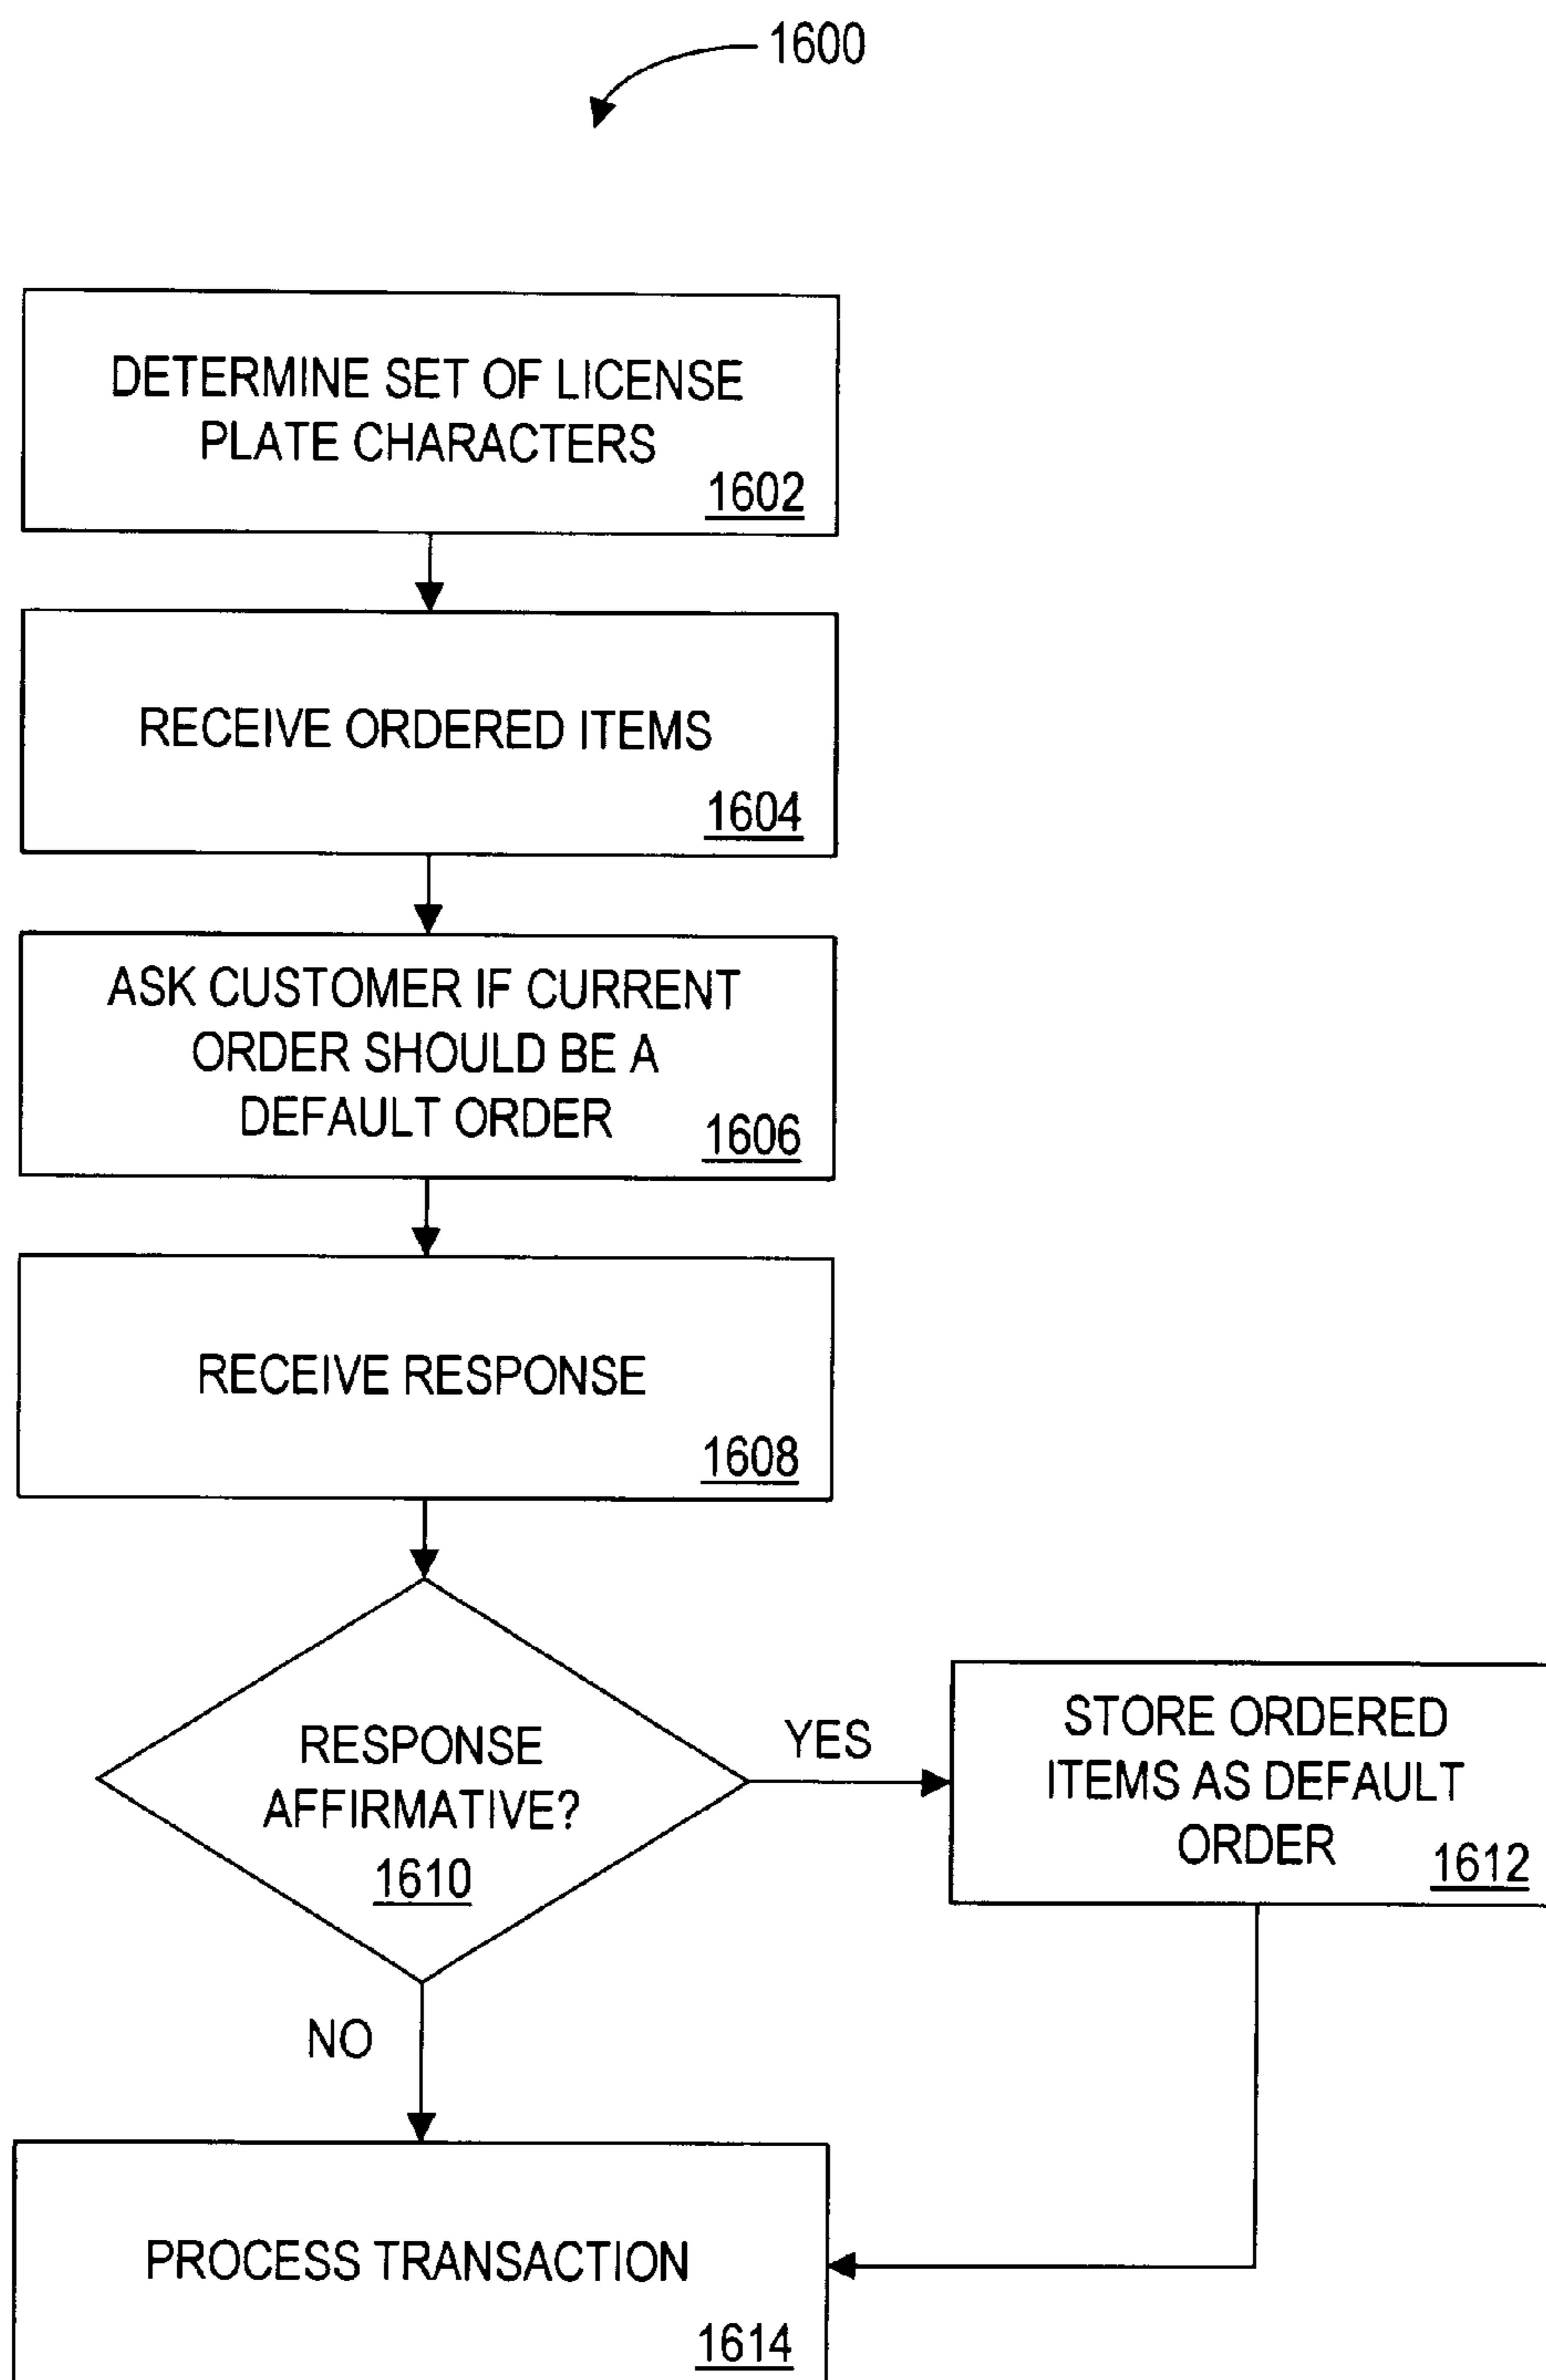 1600
DETERMINE SET OF LICENSE
PLATE CHARACTERS
1602
RECEIVE ORDERED ITEMS
1604
ASK CUSTOMER IF CURRENT
ORDER SHOULD BE A
DEFAULT ORDER
1606
RECEIVE RESPONSE
1608
RESPONSE
AFFIRMATIVE?
1610
YES
STORE ORDERED
ITEMS AS DEFAULT
ORDER
1612
NO
PROCESS TRANSACTION
1614